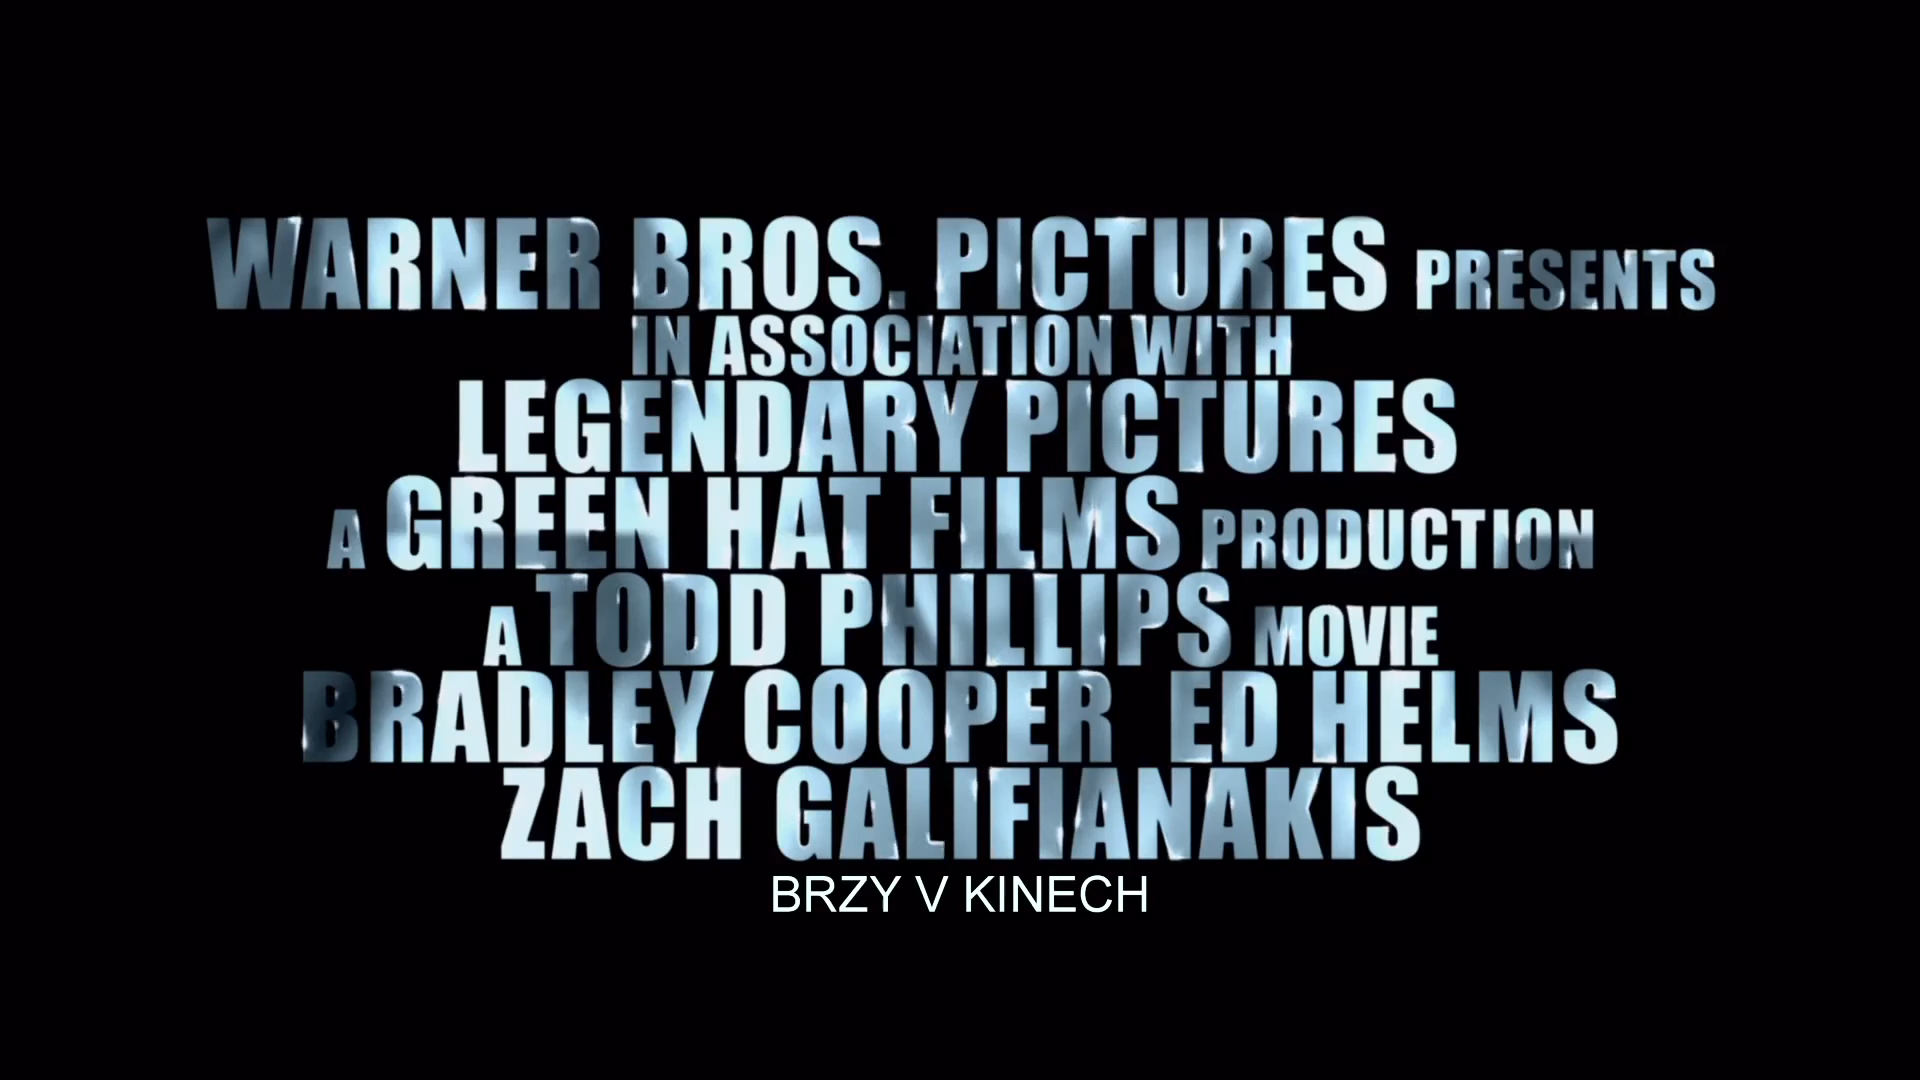 WARNER BROS. PICTURES PRESENTS
IN ASSOCIATION WITH
LEGENDARY PICTURES
A GREEN HAT FILMS PRODUCTION
A TODD PHILLIPS MOVIE
BRADLEY COOPER ED HELMS
ZACH GALIFIANAKIS
BRZY V KINECH